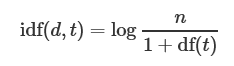 idf(d, t) = log n / (1 + df(t))